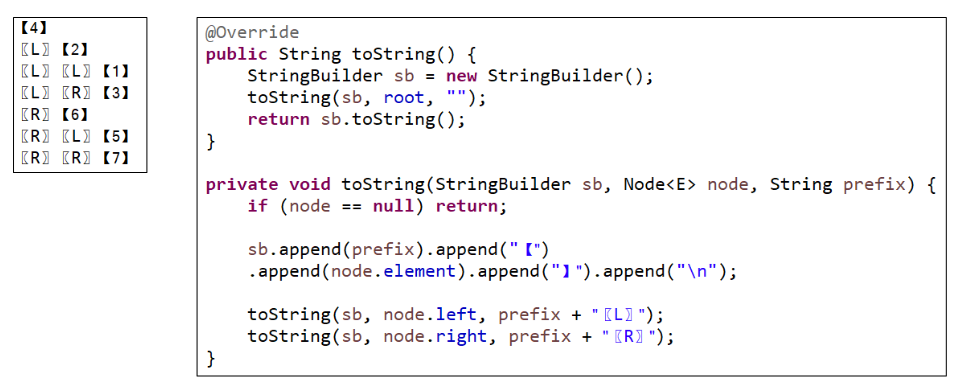 【4】
〖L〗【2】
〖L〗〖L〗【1】
〖L〗〖R〗【3】
〖R〗【6】
〖R〗〖L〗【5】
〖R〗〖R〗【7】
@Override
public String toString() {
    StringBuilder sb = new StringBuilder();
    toString(sb, root, "");
    return sb.toString();
}
private void toString(StringBuilder sb, Node<E> node, String prefix) {
    if (node == null) return;
    sb.append(prefix).append("【")
    .append(node.element).append("】").append("\n");
    toString(sb, node.left, prefix + "〖L〗");
    toString(sb, node.right, prefix + "〖R〗");
}